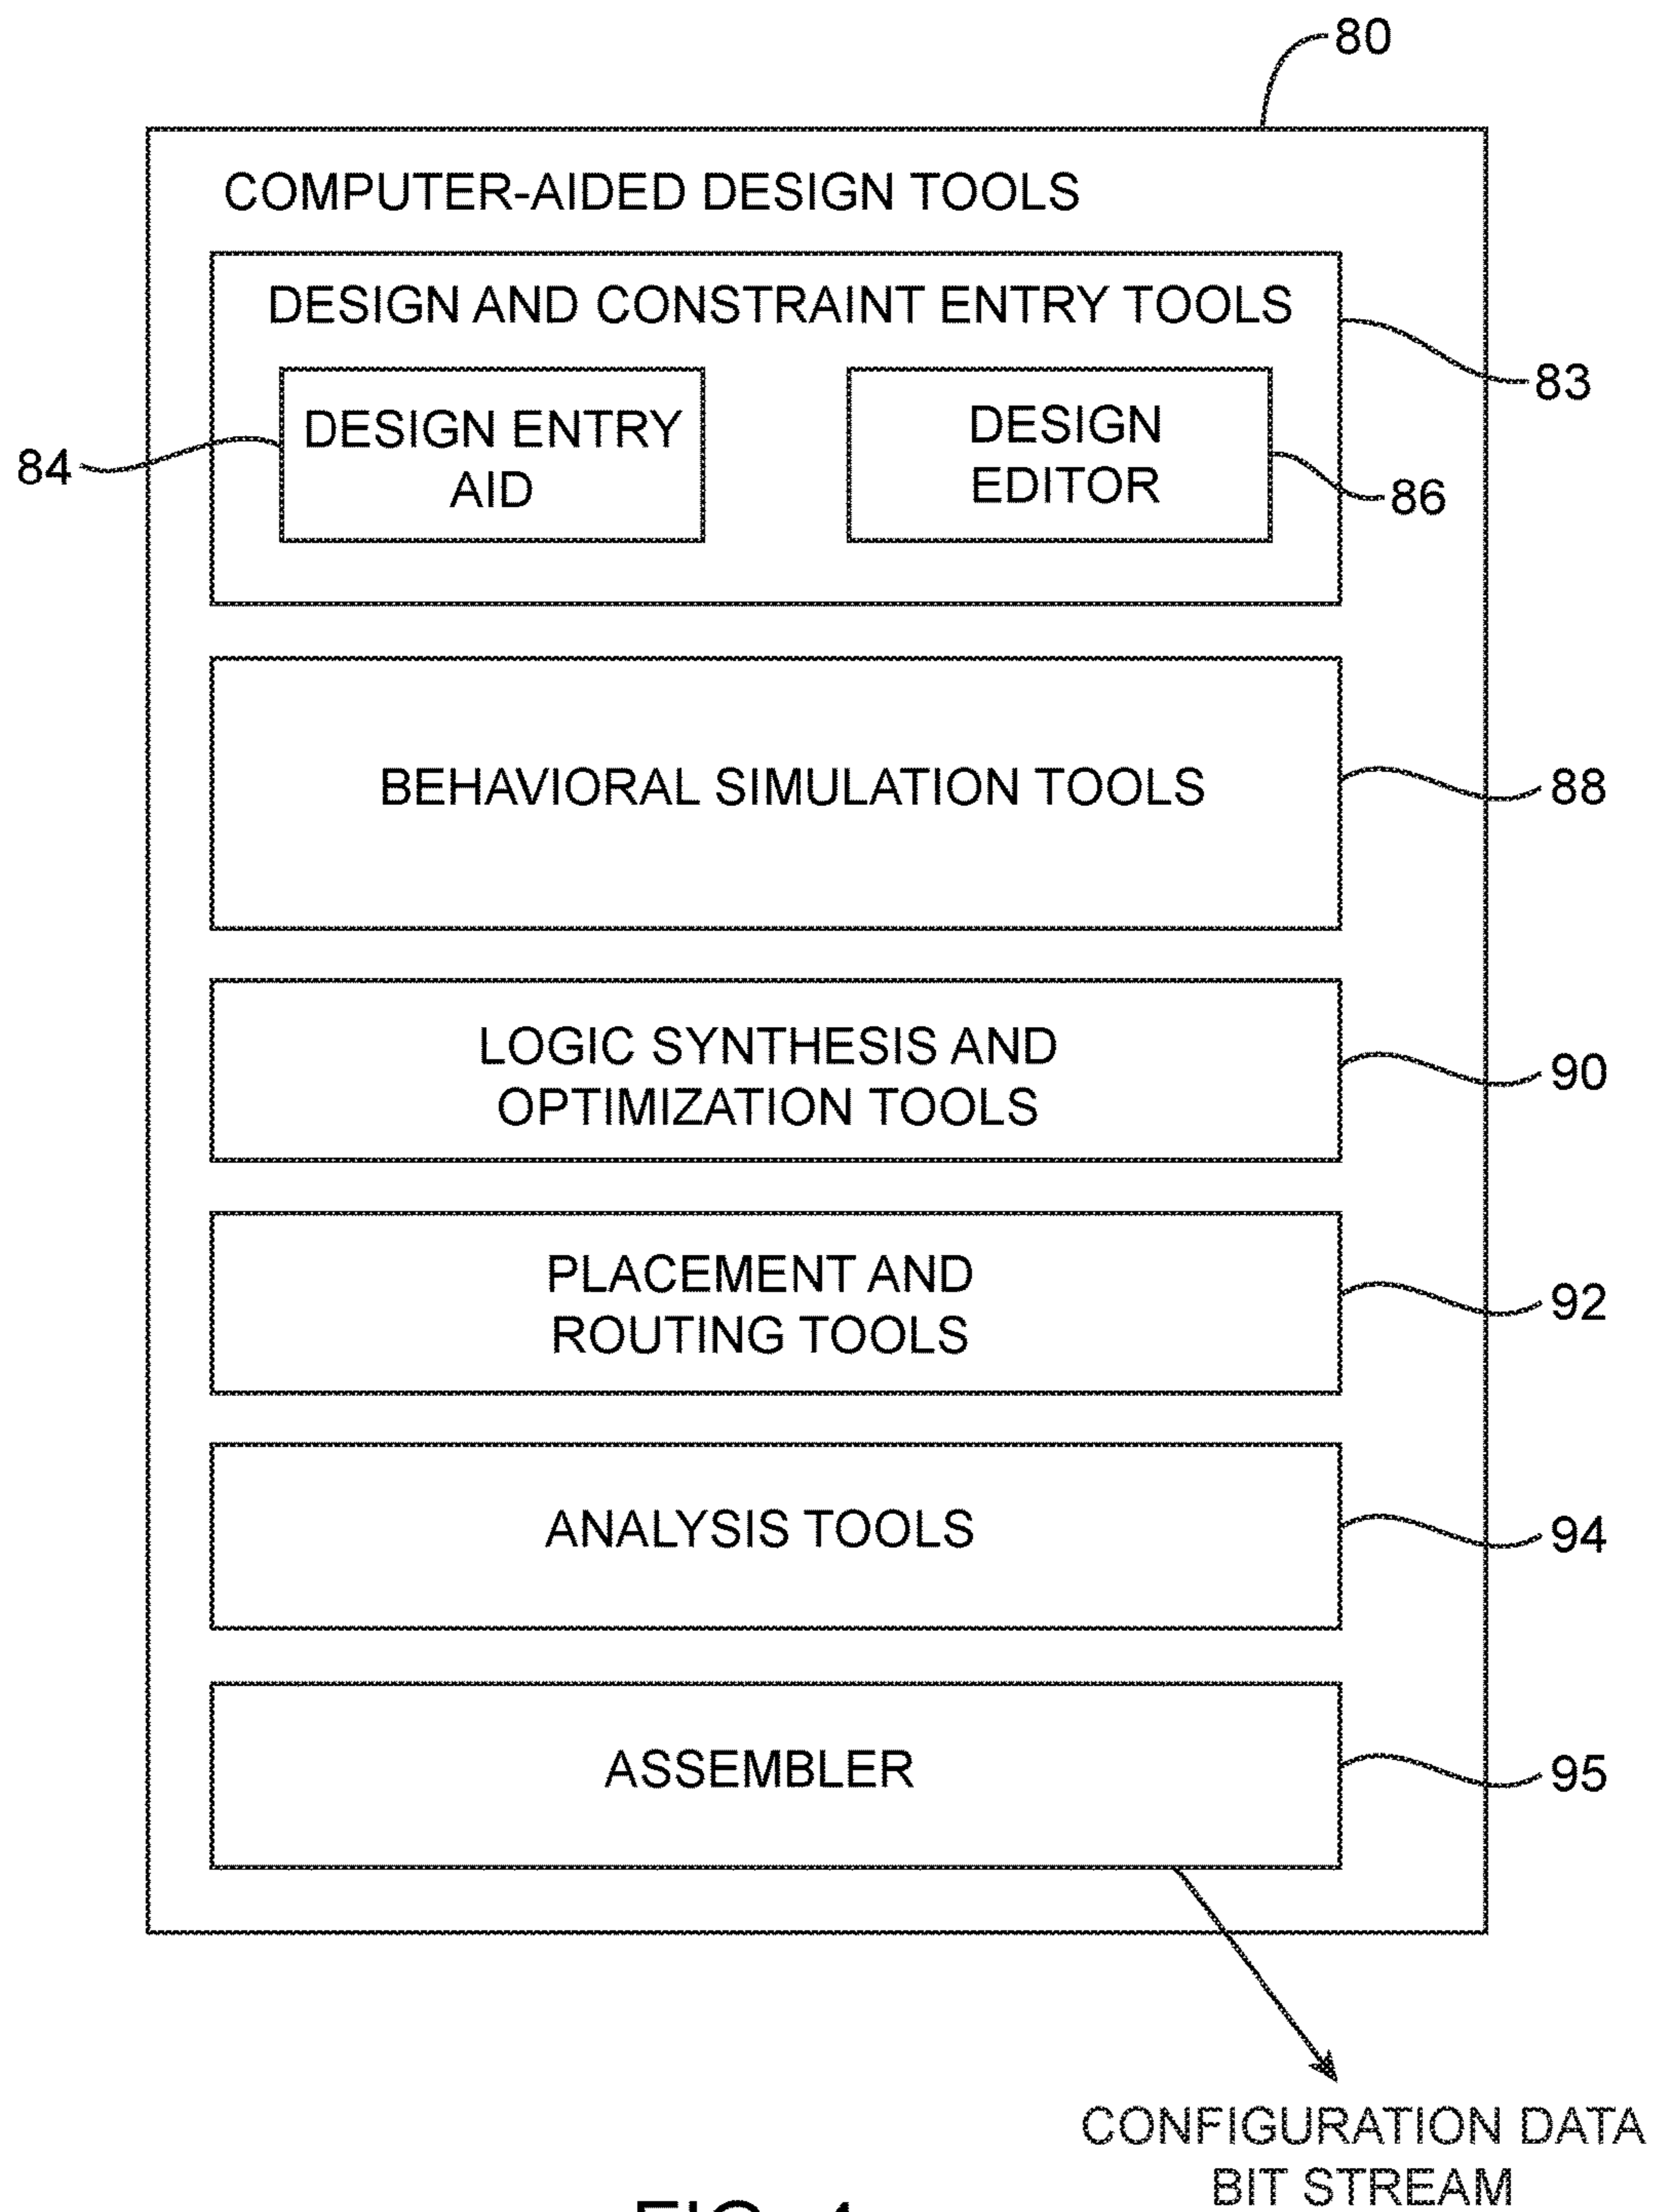 80
COMPUTER-AIDED DESIGN TOOLS
DESIGN AND CONSTRAINT ENTRY TOOLS
83
DESIGN ENTRY
AID
84
DESIGN
EDITOR
86
BEHAVIORAL SIMULATION TOOLS
88
LOGIC SYNTHESIS AND
OPTIMIZATION TOOLS
90
PLACEMENT AND
ROUTING TOOLS
92
ANALYSIS TOOLS
94
ASSEMBLER
95
CONFIGURATION DATA
BIT STREAM